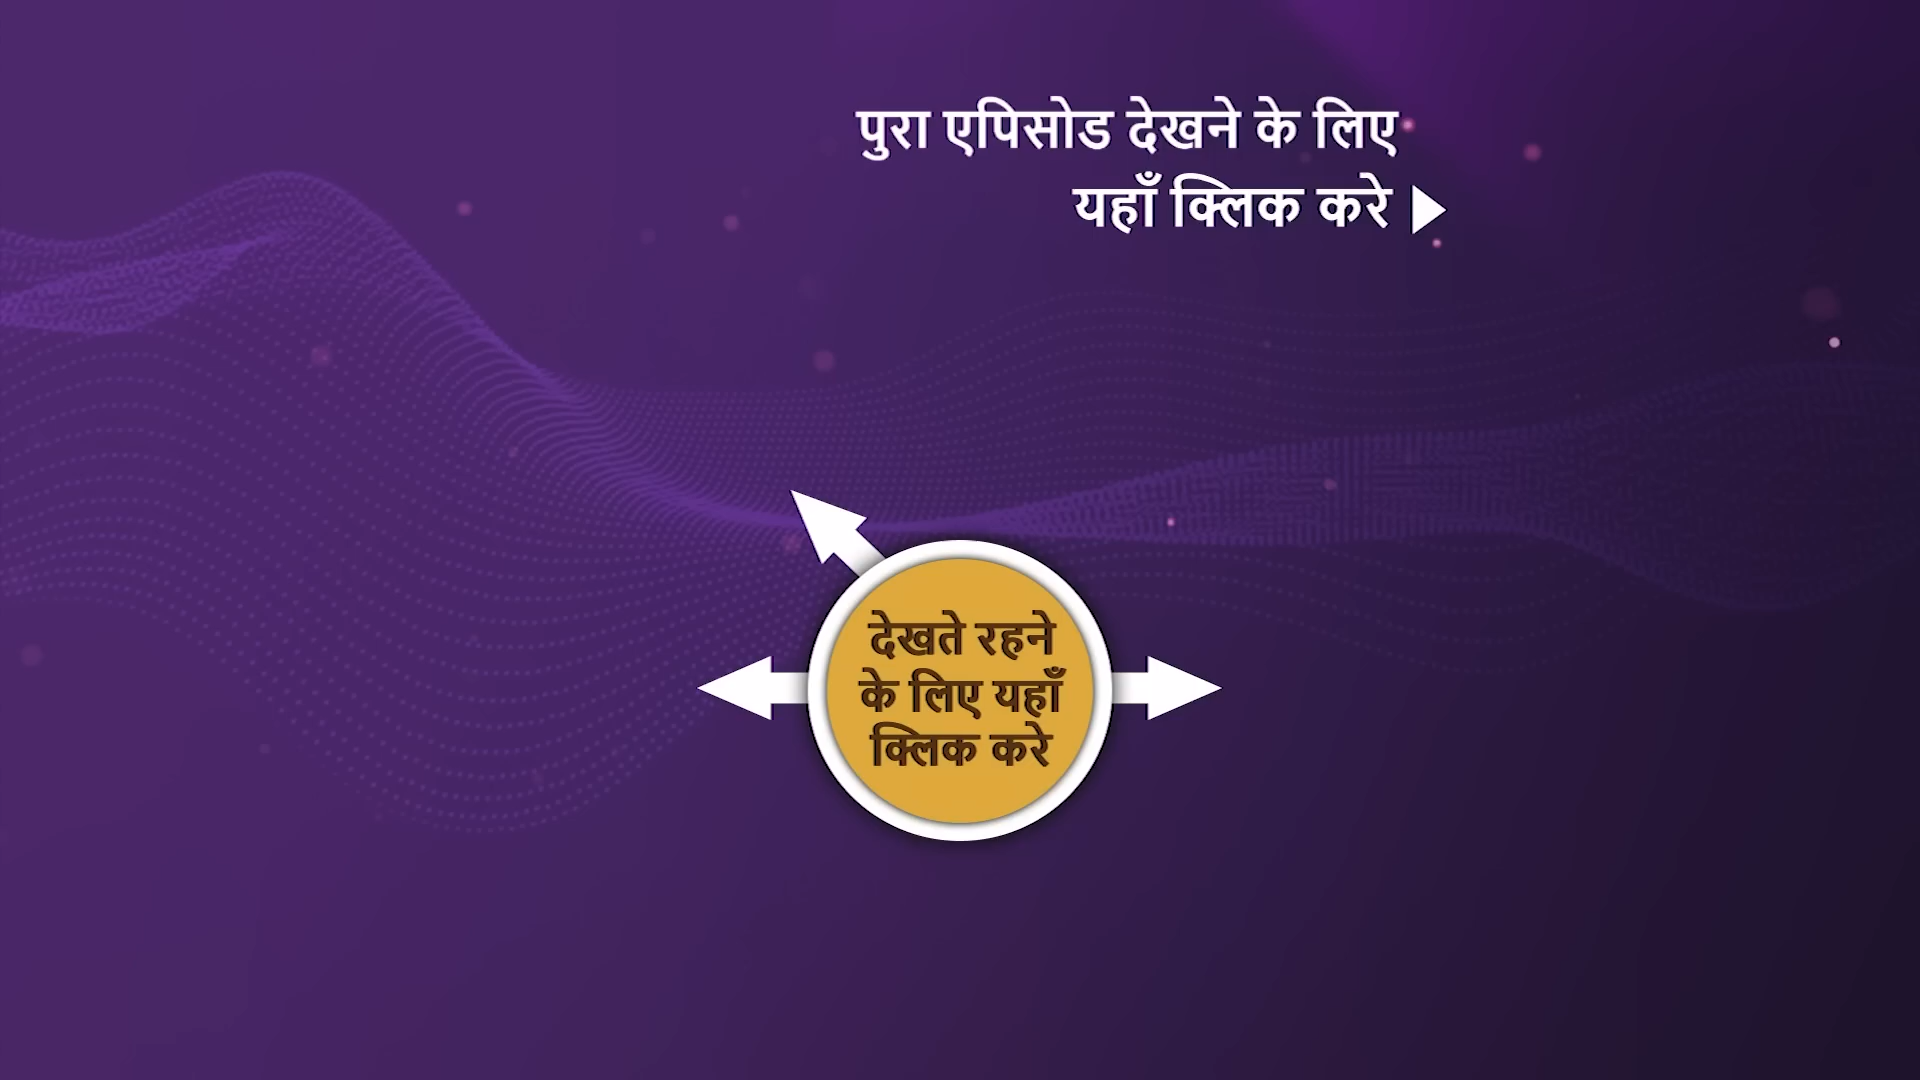 पुरा एपिसोड देखने के लिए
यहाँ क्लिक करे
देखते रहने
के लिए यहाँ
क्लिक करे